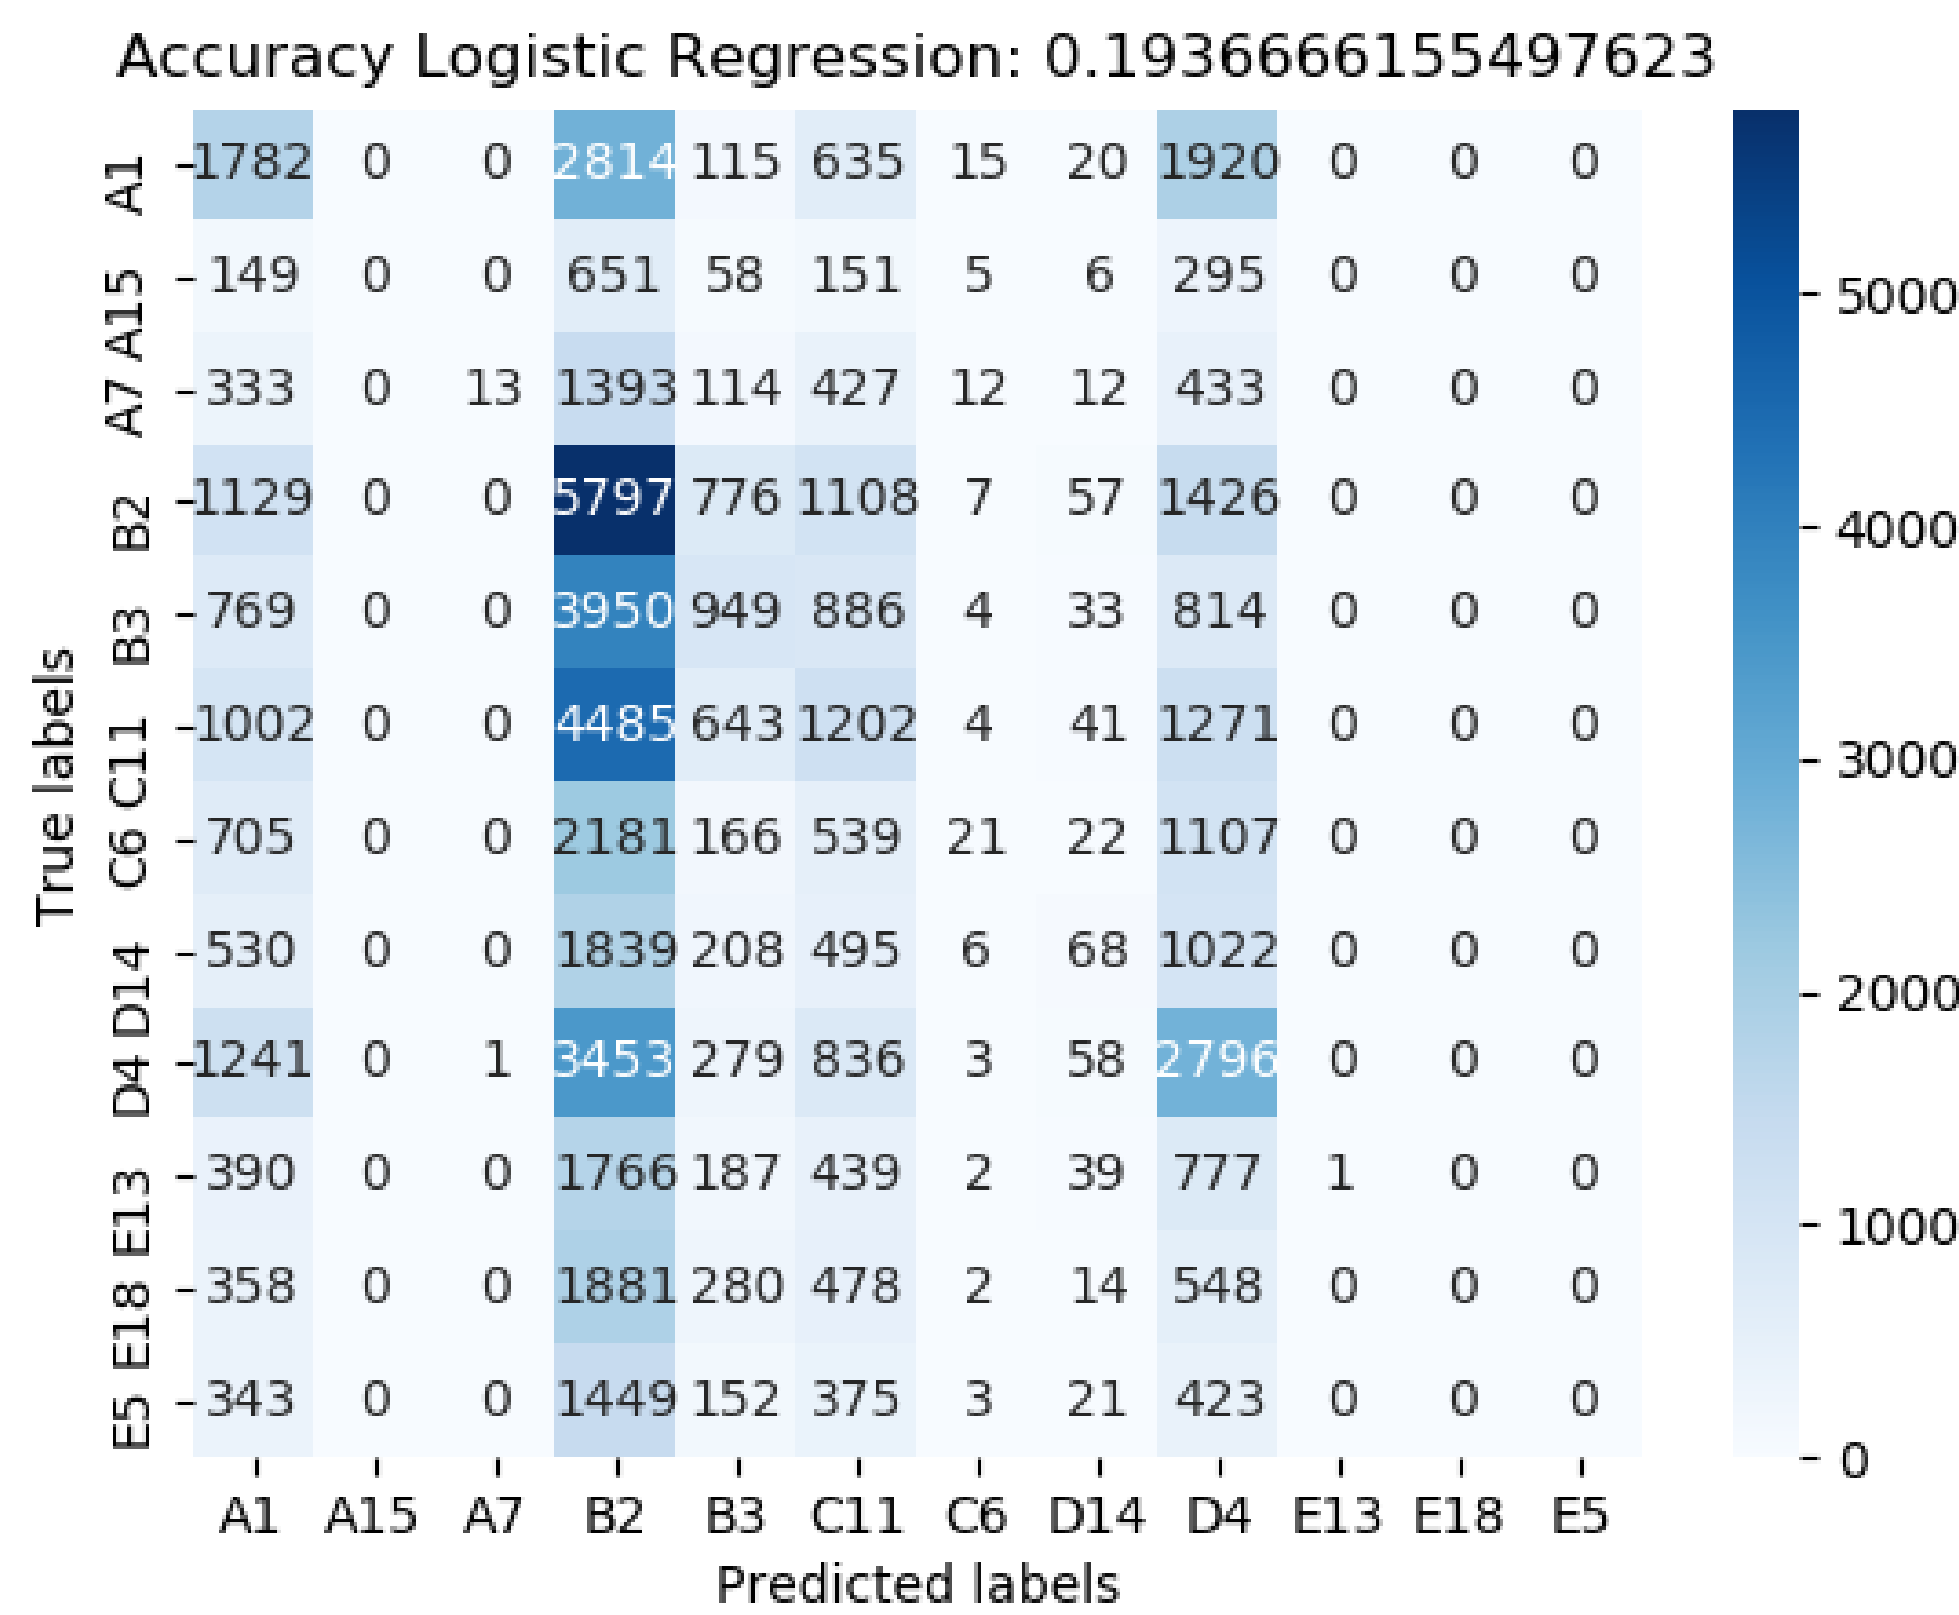 Accuracy Logistic Regression: 0.1936666155497623
A1 1782 0 0 2814 115 635 15 20 1920 0 0 0
A15 149 0 0 651 58 151 5 6 295 0 0 0
A7 333 0 13 1393 114 427 12 12 433 0 0 0
B2 1129 0 0 5797 776 1108 7 57 1426 0 0 0
B3 769 0 0 3950 949 886 4 33 814 0 0 0
C11 1002 0 0 4485 643 1202 4 41 1271 0 0 0
C6 705 0 0 2181 166 539 21 22 1107 0 0 0
D14 530 0 0 1839 208 495 6 68 1022 0 0 0
D4 1241 0 1 3453 279 836 3 58 2796 0 0 0
E13 390 0 0 1766 187 439 2 39 777 1 0 0
E18 358 0 0 1881 280 478 2 14 548 0 0 0
E5 343 0 0 1449 152 375 3 21 423 0 0 0
A1 A15 A7 B2 B3 C11 C6 D14 D4 E13 E18 E5
Predicted labels
True labels
5000
4000
3000
2000
1000
0